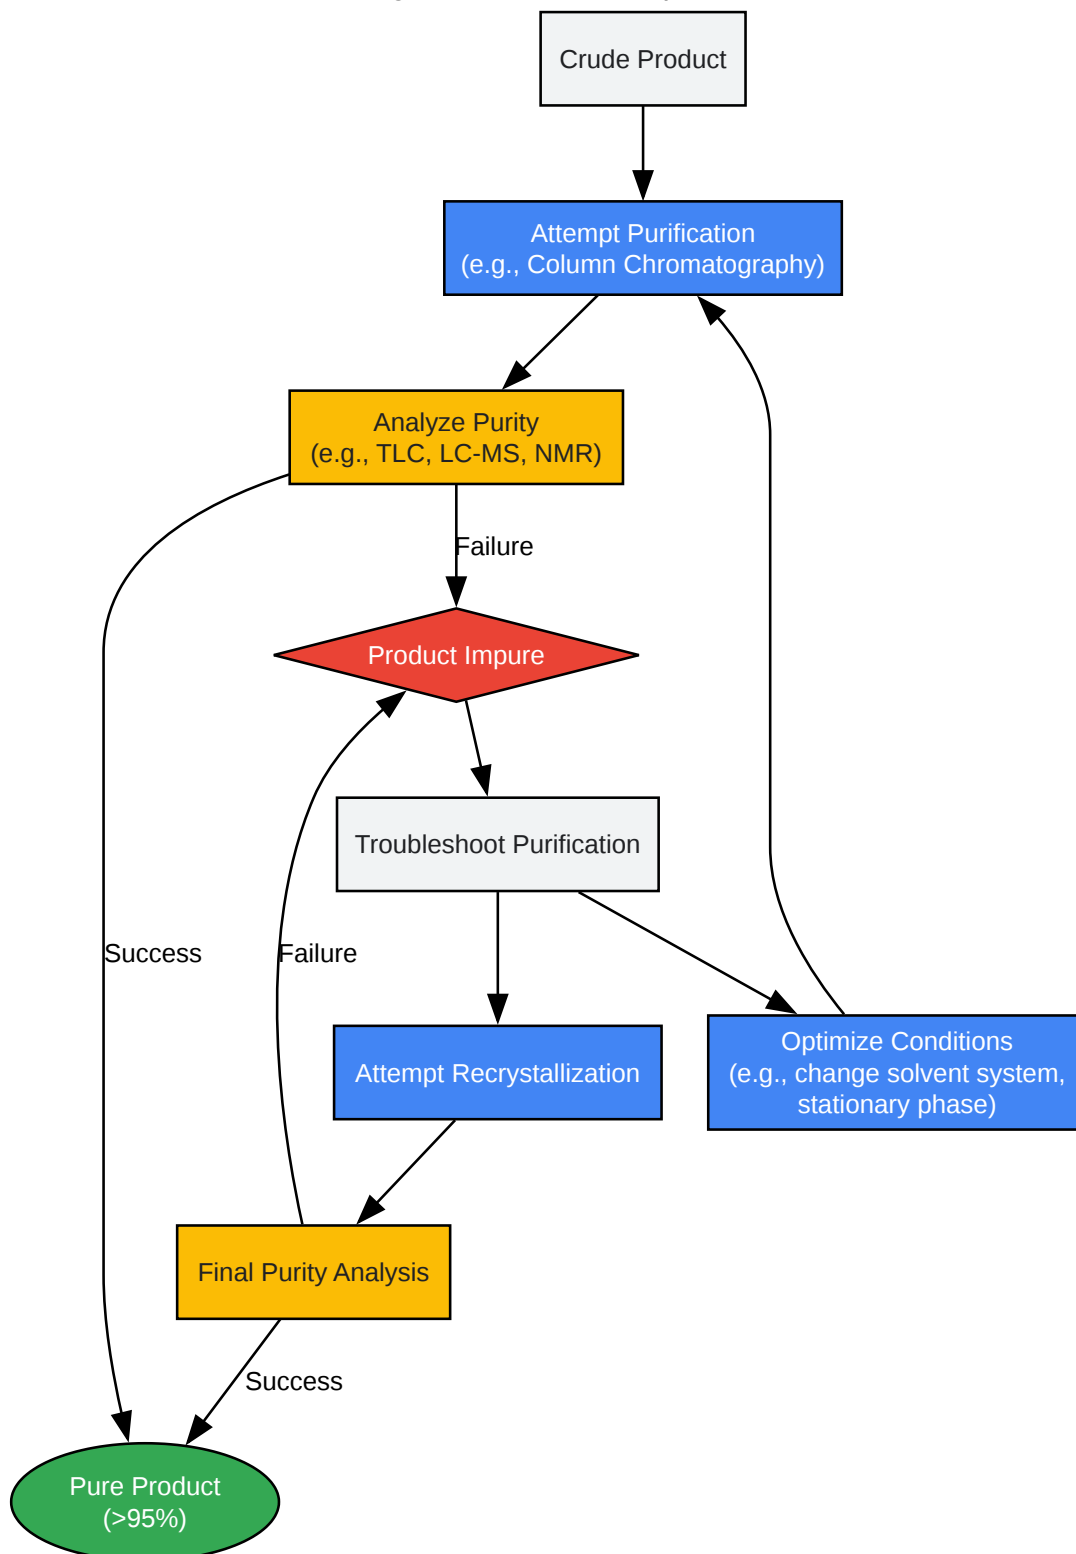 Crude Product
Attempt Purification
(e.g., Column Chromatography)
Analyze Purity
(e.g., TLC, LC-MS, NMR)
Failure
Product Impure
Troubleshoot Purification
Success
Failure
Optimize Conditions
(e.g., change solvent system,
stationary phase)
Attempt Recrystallization
Final Purity Analysis
Success
Pure Product
(>95%)